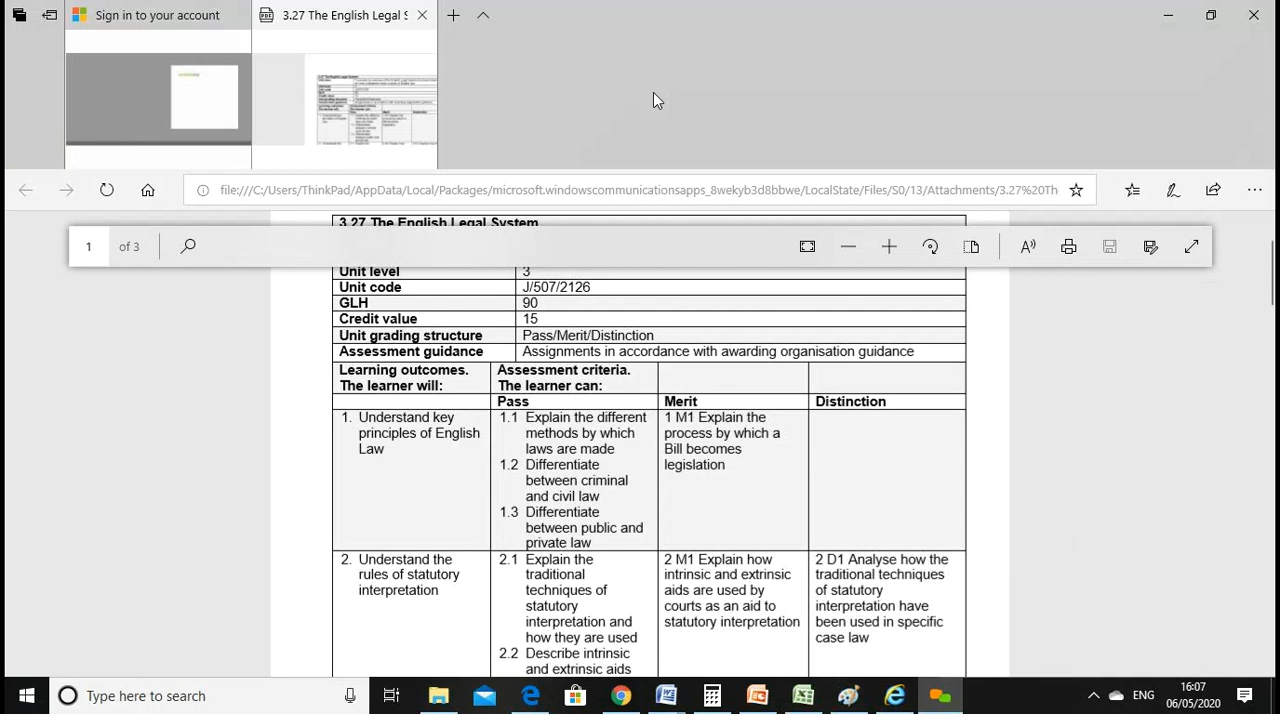 Sign in to your account
3.27 The English Legal S
file:///C:/Users/ThinkPad/AppData/Local/Packages/microsoft.windowscommunicationsapps_8wekyb3d8bbwe/LocalState/Files/S0/13/Attachments/3.27%20Th
3.27 The English Legal System
1 of 3
Unit level 3
Unit code J/507/2126
GLH 90
Credit value 15
Unit grading structure Pass/Merit/Distinction
Assessment guidance Assignments in accordance with awarding organisation guidance
Learning outcomes.
The learner will:
Assessment criteria.
The learner can:
Pass Merit Distinction
1. Understand key
principles of English
Law
1.1 Explain the different
methods by which
laws are made
1.2 Differentiate
between criminal
and civil law
1.3 Differentiate
between public and
private law
1 M1 Explain the
process by which a
Bill becomes
legislation
2. Understand the
rules of statutory
interpretation
2.1 Explain the
traditional
techniques of
statutory
interpretation and
how they are used
2.2 Describe intrinsic
and extrinsic aids
2 M1 Explain how
intrinsic and extrinsic
aids are used by
courts as an aid to
statutory interpretation
2 D1 Analyse how the
traditional techniques
of statutory
interpretation have
been used in specific
case law
Type here to search
ENG
16:07
06/05/2020